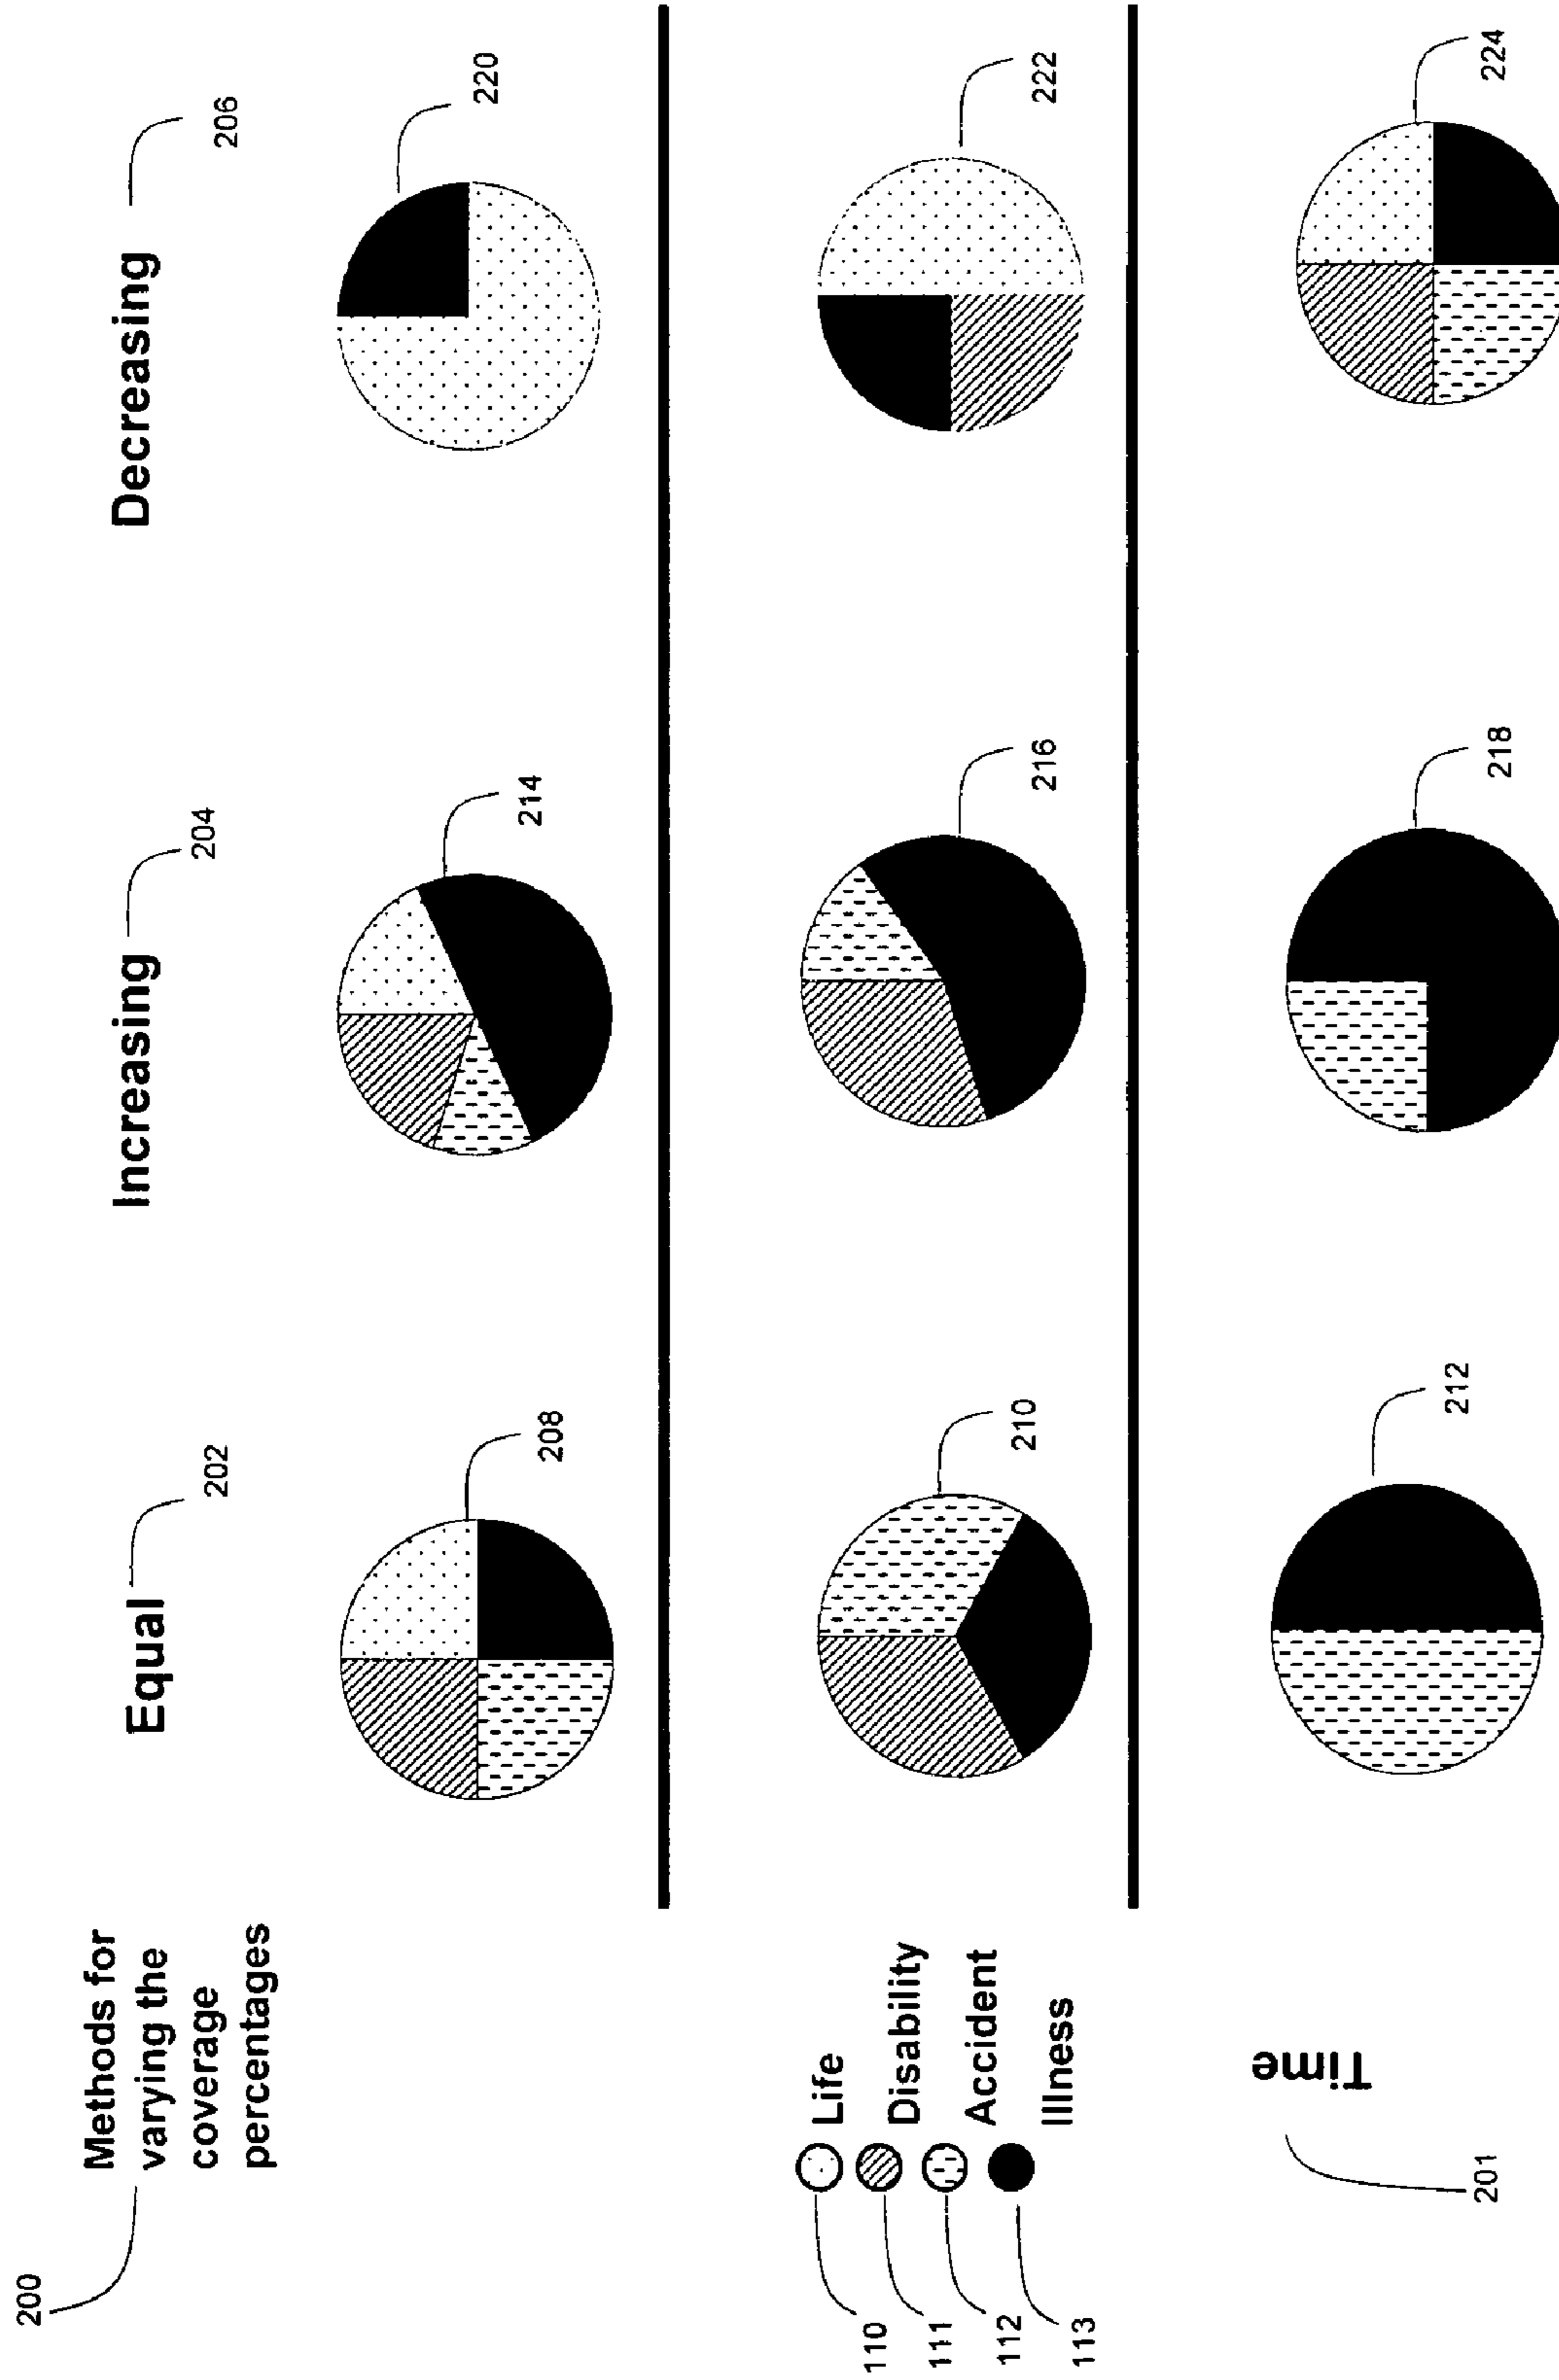 200
Methods for
varying the
coverage
percentages
Equal
202
Increasing
204
Decreasing
206
208
214
220
110
Life
111
Disability
112
Accident
113
Illness
210
216
222
Time
201
212
218
224